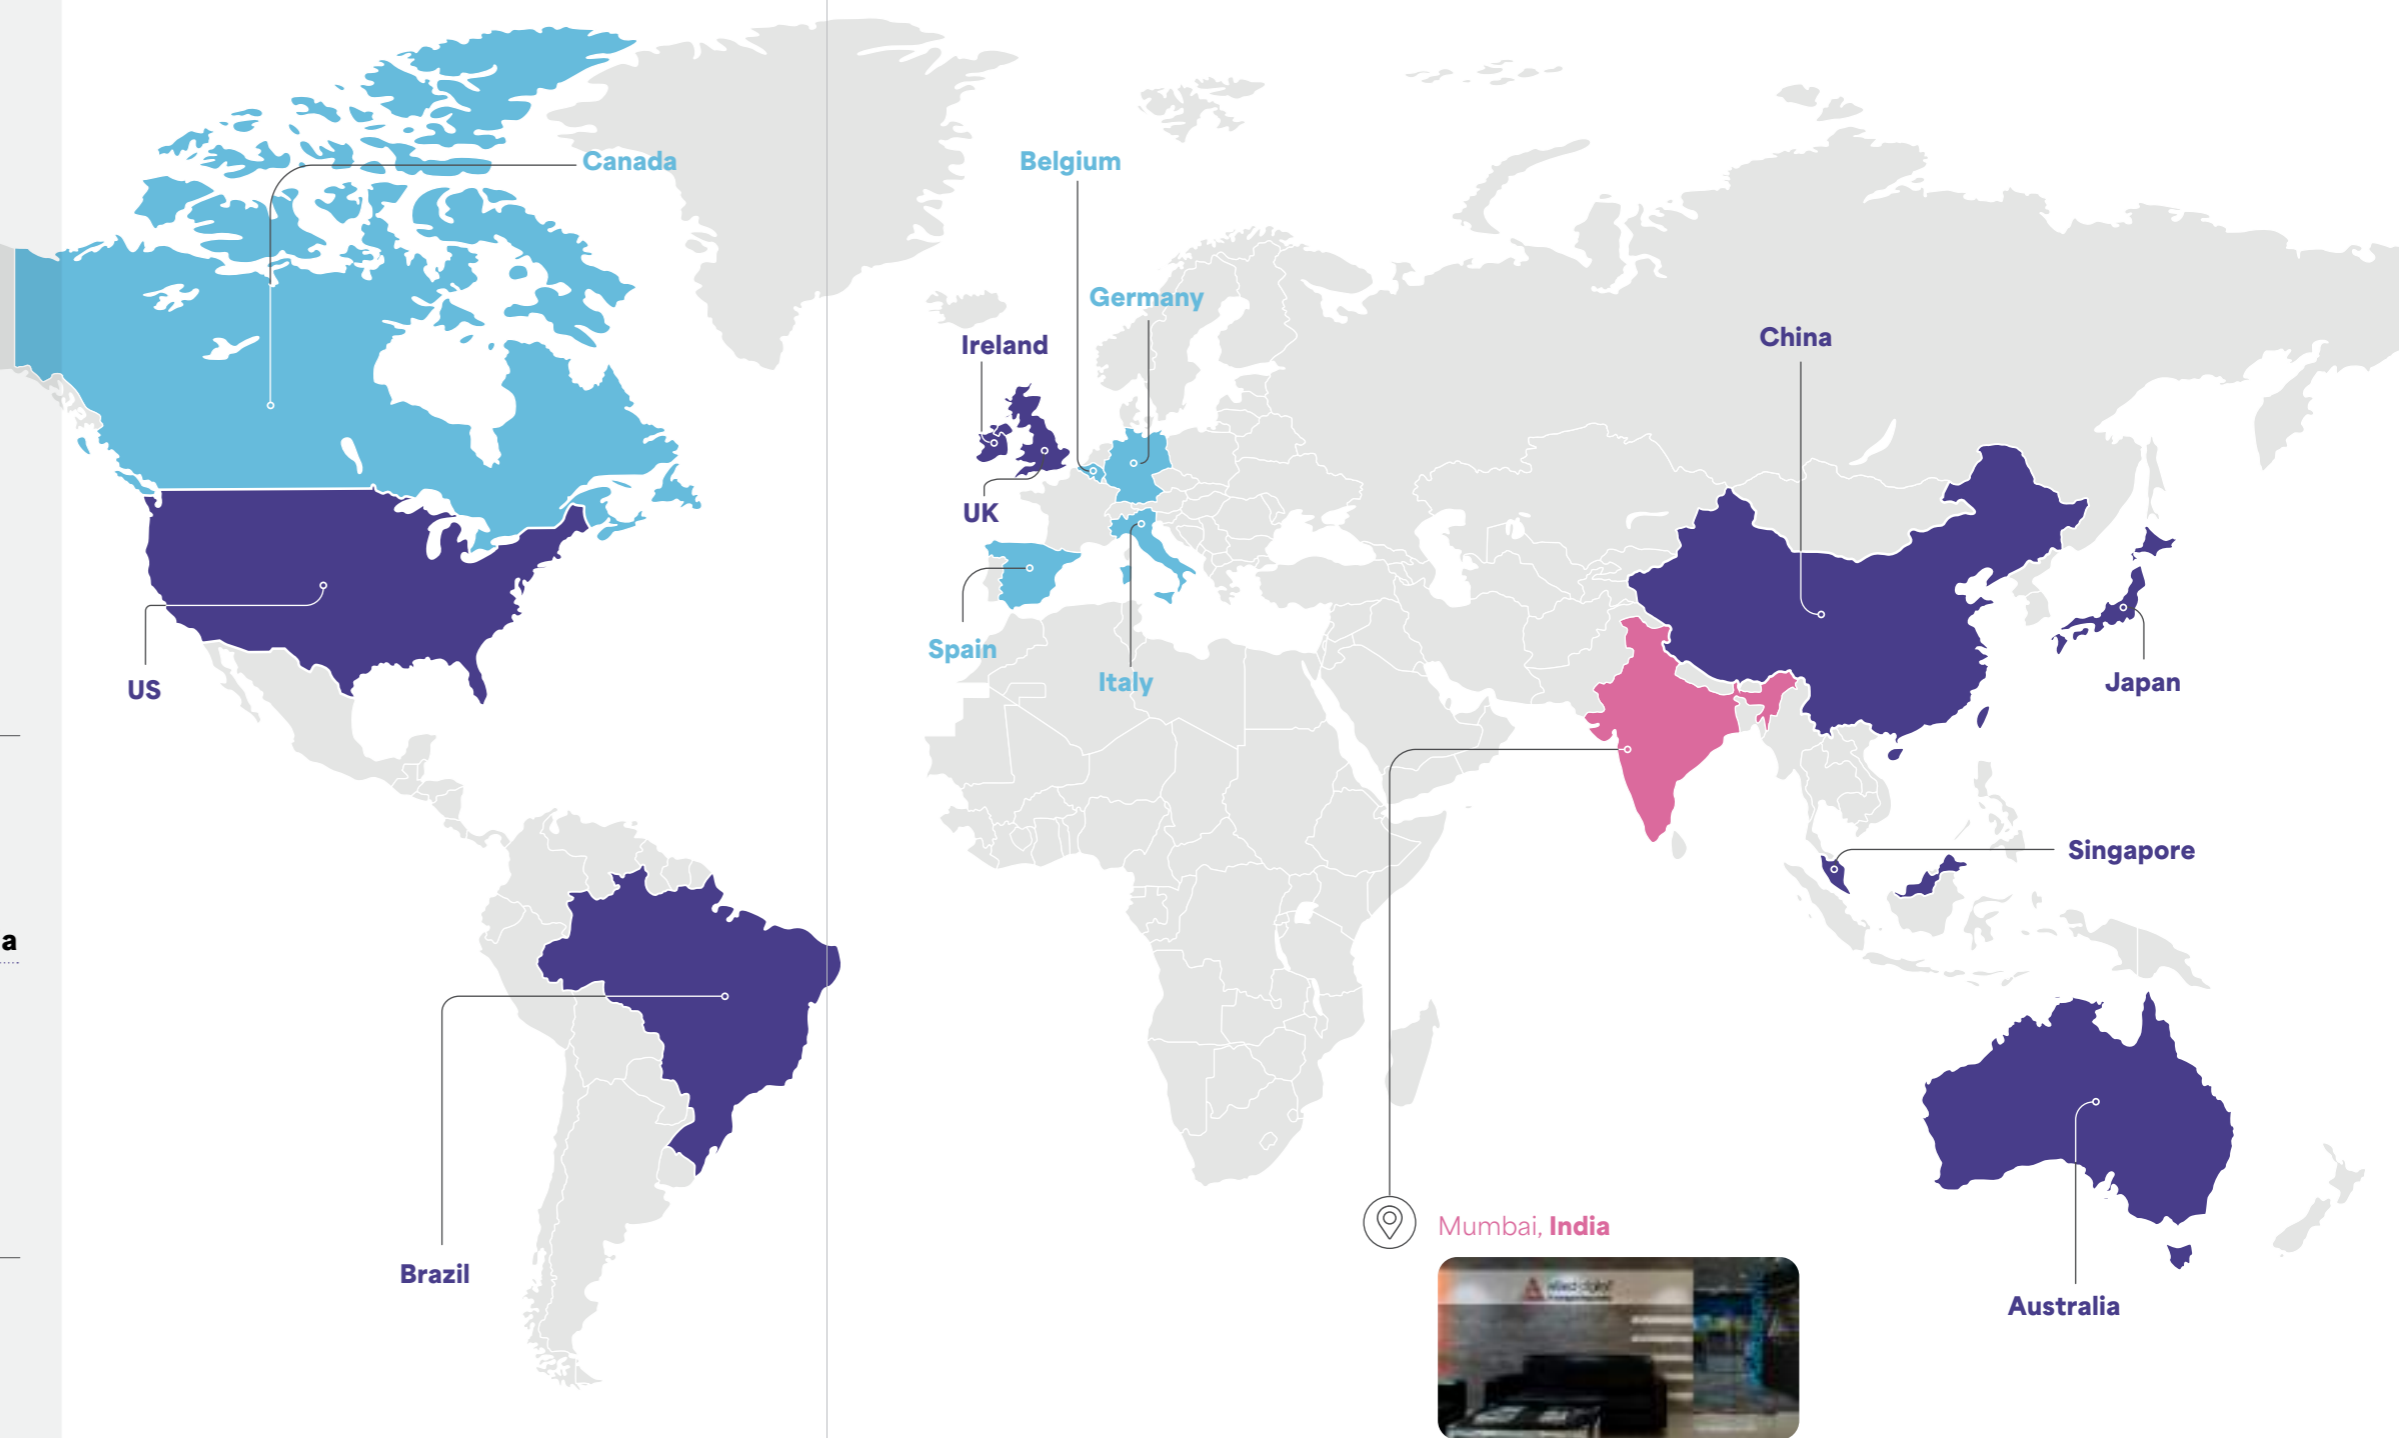 Canada
Belgium
Germany
Ireland
China
UK
Spain
Italy
US
Japan
Singapore
a
Mumbai, India
Brazil
Australia